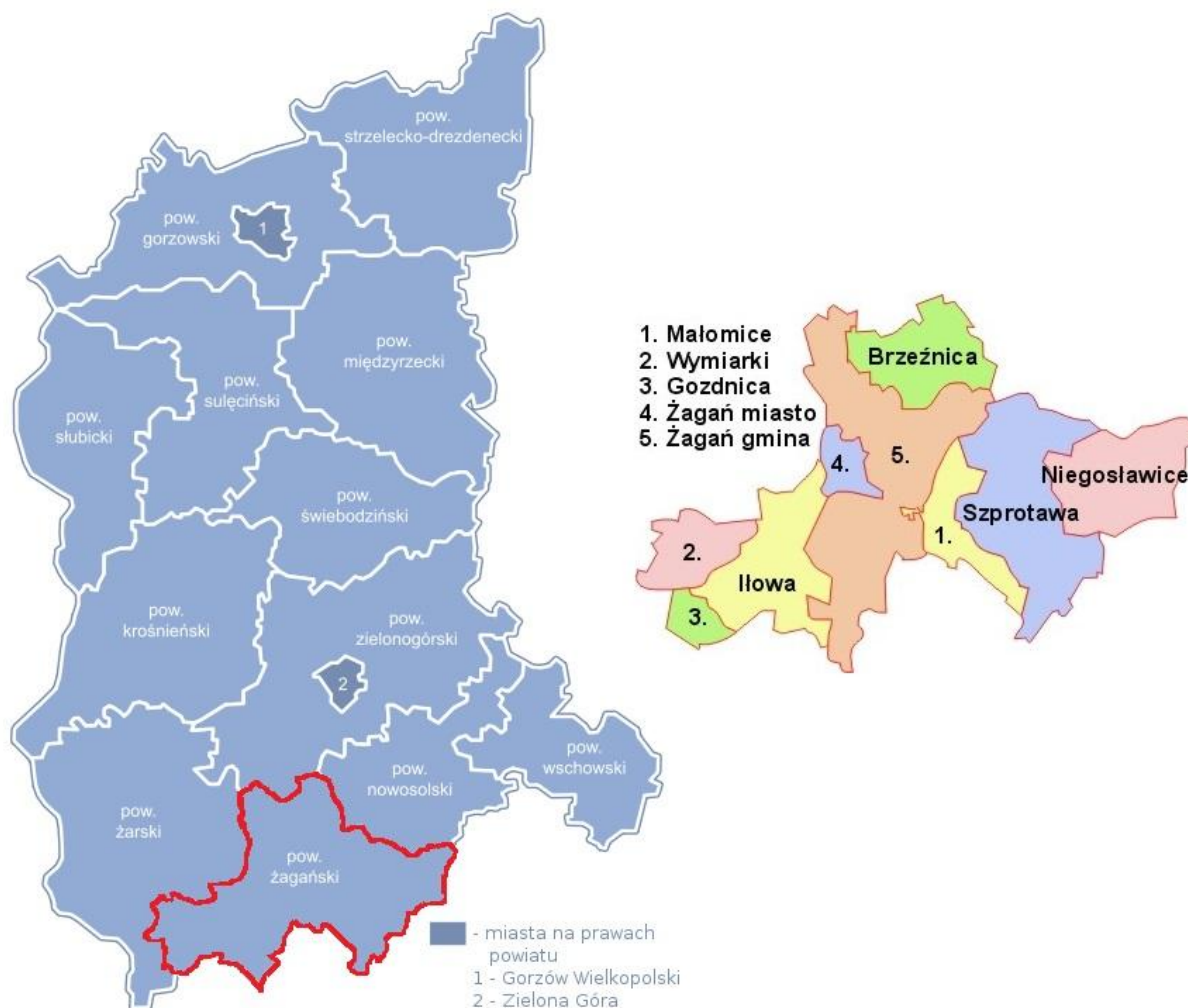 pow.
strzelecko-drezdenecki
pow.
gorzowski
1
pow.
międzyrzecki
pow.
sulęciński
pow.
słubicki
pow.
świebodziński
pow.
krośnieński
pow.
zielonogórski
2
pow.
wschowski
pow.
nowosolski
pow.
żarski
pow.
żagański
- miasta na prawach
powiatu
1 - Gorzów Wielkopolski
2 - Zielona Góra
1. Małomice
2. Wymiarki
3. Gozdnica
4. Żagań miasto
5. Żagań gmina
Brzeźnica
4.
5.
Niegosławice
Szprotawa
1.
2.
Iłowa
3.